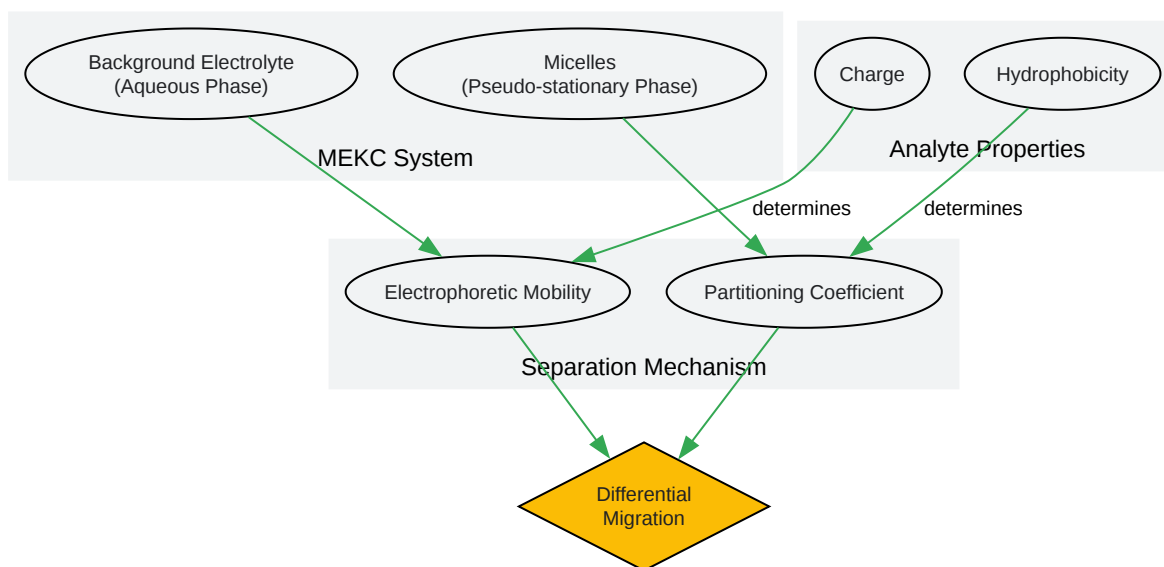 Background Electrolyte
(Aqueous Phase)
Micelles
(Pseudo-stationary Phase)
Charge
Hydrophobicity
MEKC System
Analyte Properties
determines
determines
Electrophoretic Mobility
Partitioning Coefficient
Separation Mechanism
Differential
Migration